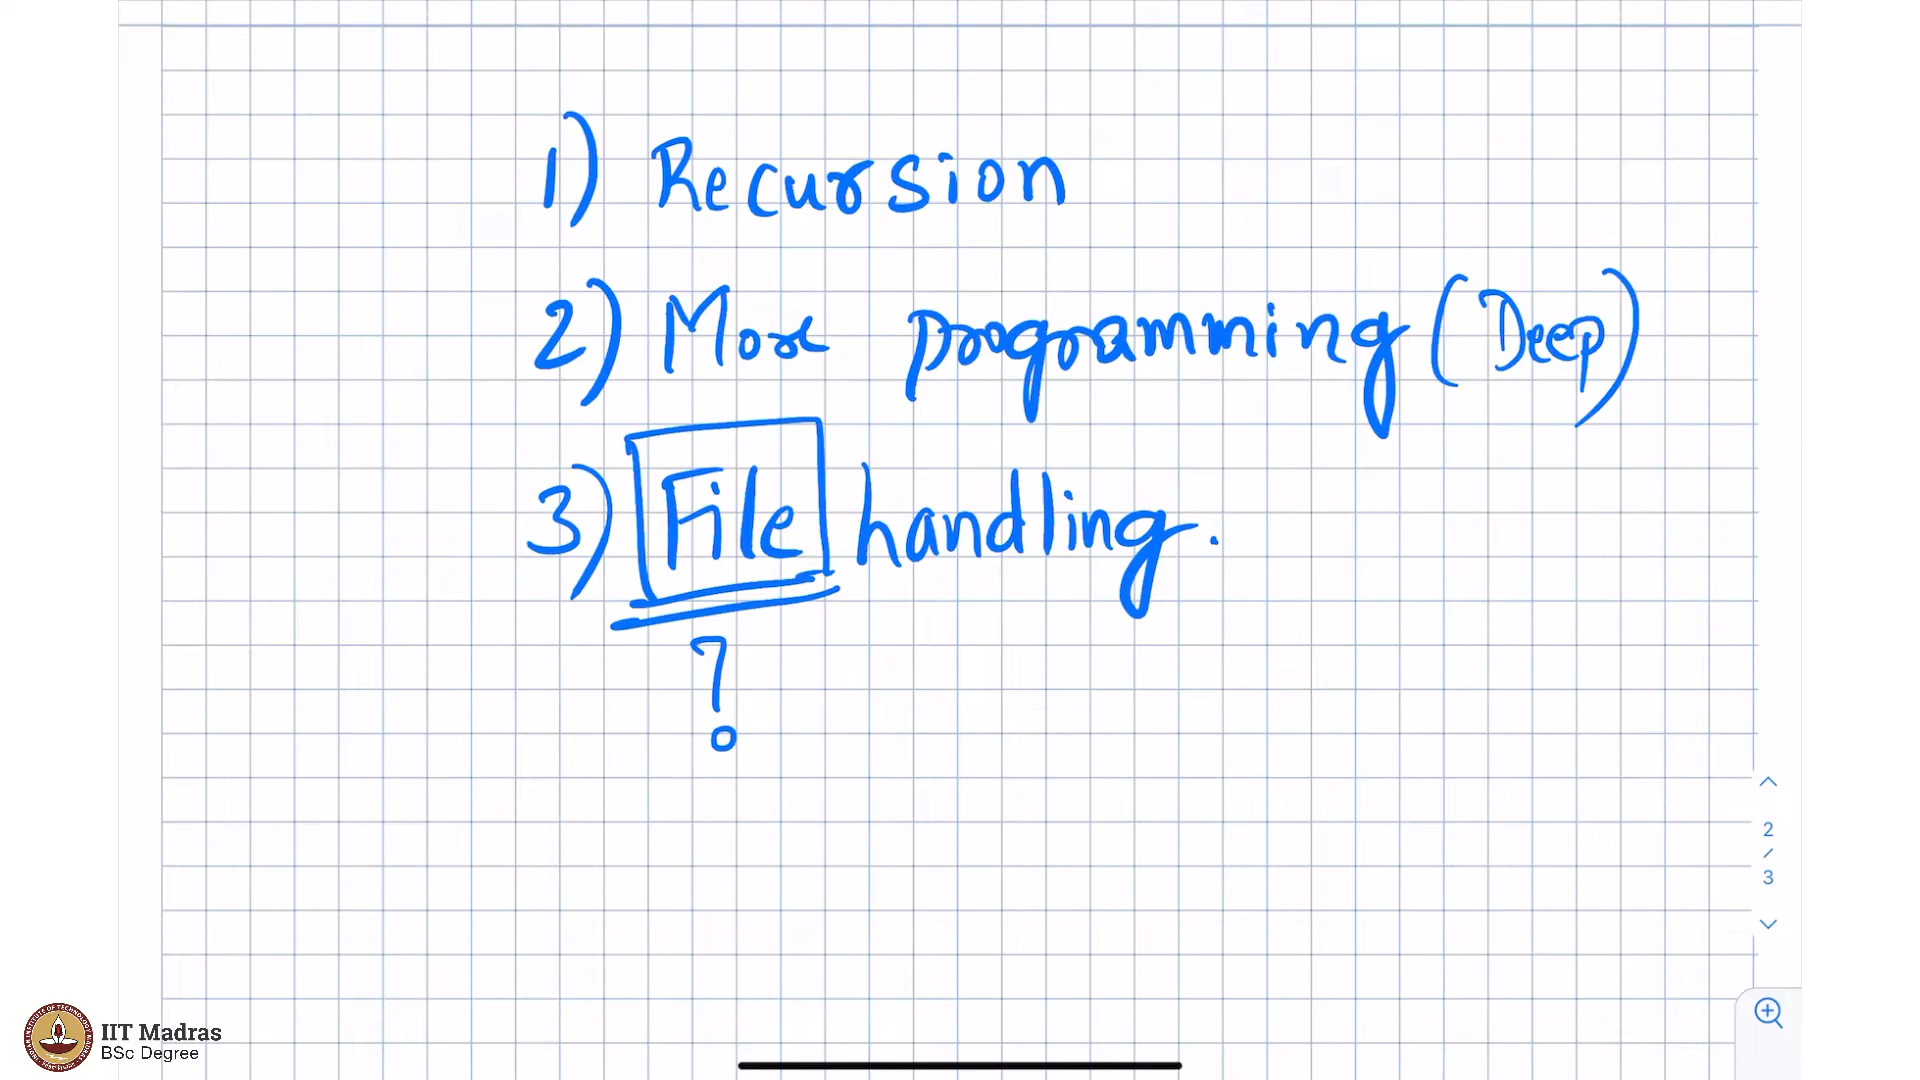 1) Recursion
2) More programming (Deep)
3) File handling.
?
2
/
3
IIT Madras
BSc Degree